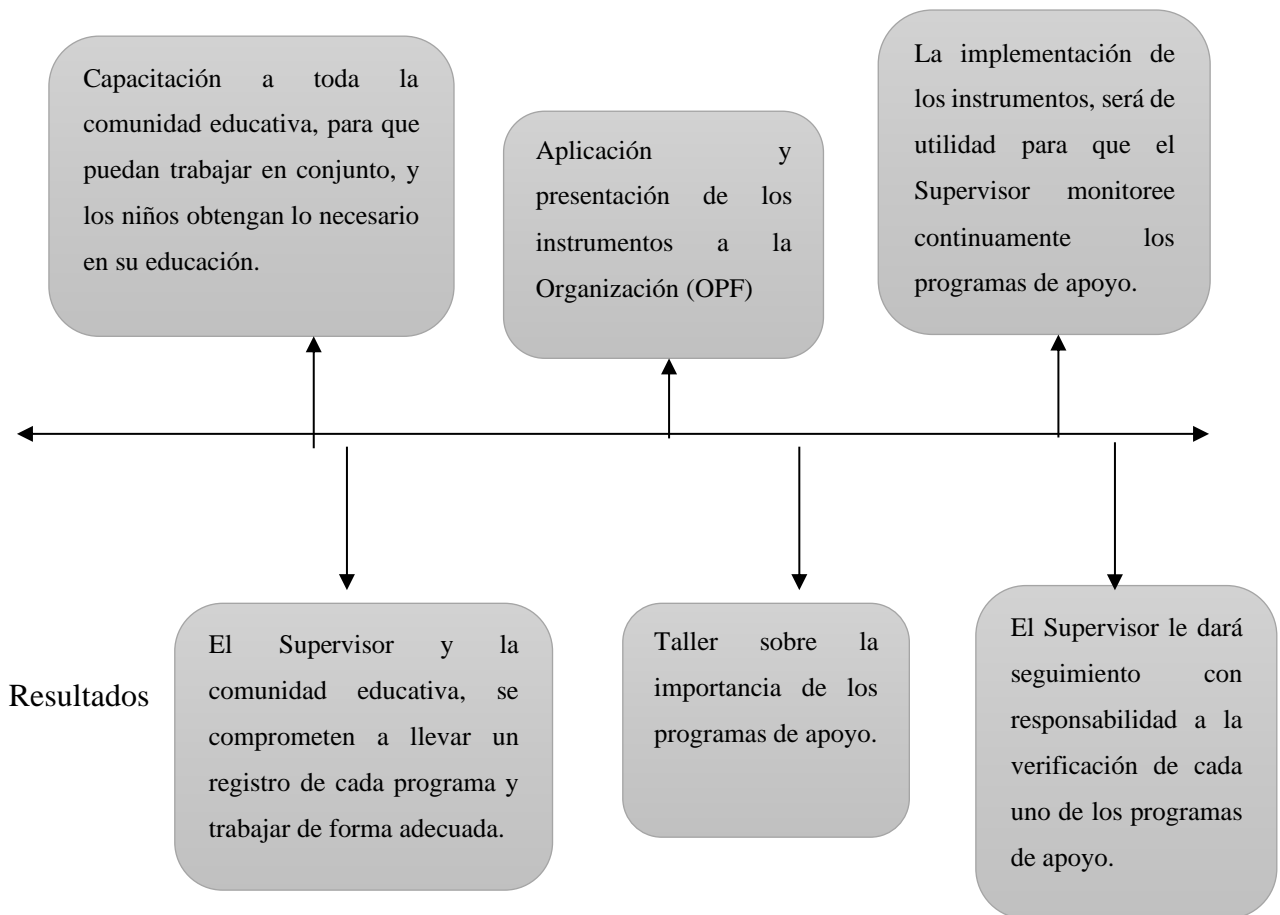 Capacitación a toda la
comunidad educativa, para que
puedan trabajar en conjunto, y
los niños obtengan lo necesario
en su educación.
Aplicación y
presentación de los
instrumentos a la
Organización (OPF)
La implementación de
los instrumentos, será de
utilidad para que el
Supervisor monitoree
continuamente los
programas de apoyo.
Resultados
El Supervisor y la
comunidad educativa, se
comprometen a llevar un
registro de cada programa y
trabajar de forma adecuada.
Taller sobre la
importancia de los
programas de apoyo.
El Supervisor le dará
seguimiento con
responsabilidad a la
verificación de cada
uno de los programas
de apoyo.